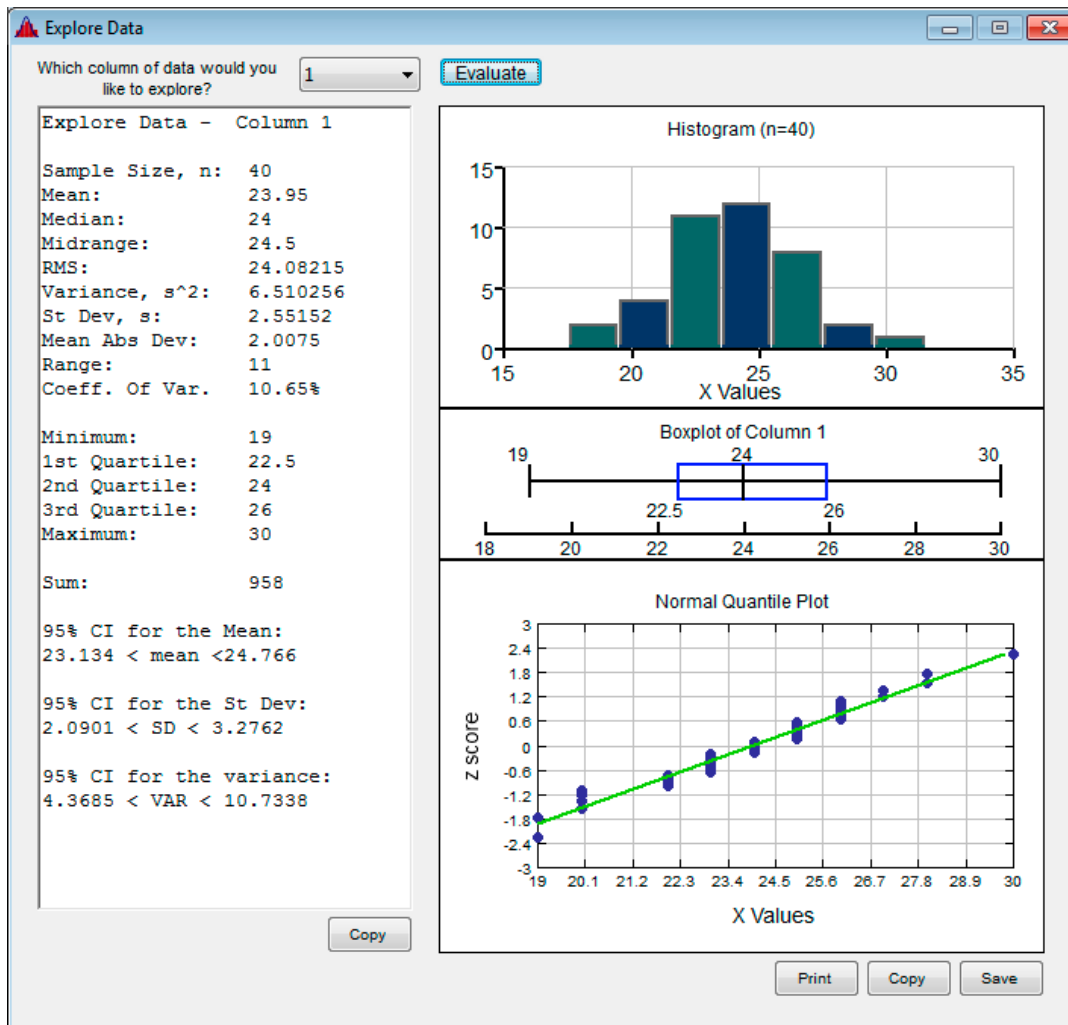 Explore Data
Which column of data would you
like to explore?
1
Evaluate
Explore Data - Column 1
Sample Size, n: 40
Mean: 23.95
Median: 24
Midrange: 24.5
RMS: 24.08215
Variance, s^2: 6.510256
St Dev, s: 2.55152
Mean Abs Dev: 2.0075
Range: 11
Coeff. Of Var. 10.65%
Minimum: 19
1st Quartile: 22.5
2nd Quartile: 24
3rd Quartile: 26
Maximum: 30
Sum: 958
95% CI for the Mean:
23.134 < mean <24.766
95% CI for the St Dev:
2.0901 < SD < 3.2762
95% CI for the variance:
4.3685 < VAR < 10.7338
Copy
Histogram (n=40)
15
10
5
0
15 20 25 30 35
X Values
Boxplot of Column 1
19 24 30
22.5 26
18 20 22 24 26 28 30
Normal Quantile Plot
3
2.4
1.8
1.2
0.6
0
-0.6
-1.2
-1.8
-2.4
-3
z score
19 20.1 21.2 22.3 23.4 24.5 25.6 26.7 27.8 28.9 30
X Values
Print Copy Save